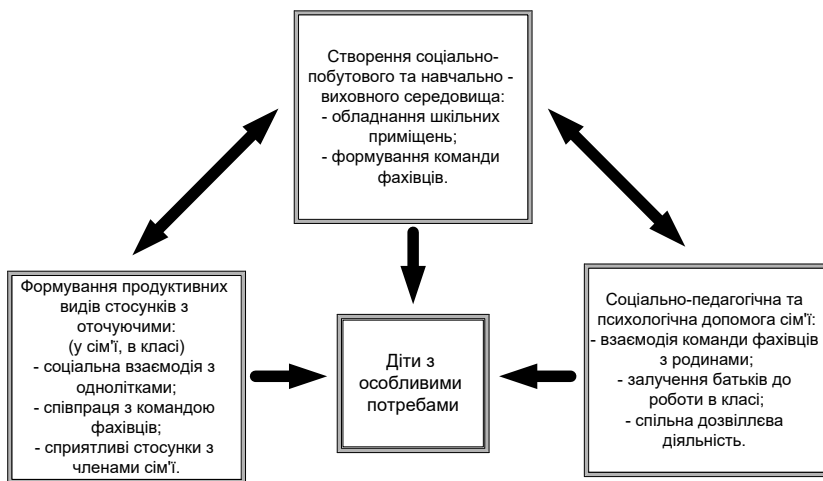 Створення соціально-
побутового та навчально -
виховного середовища:
- обладнання шкільних
приміщень;
- формування команди
фахівців.
Формування продуктивних
видів стосунків з
оточуючими:
(у сім'ї, в класі)
- соціальна взаємодія з
однолітками;
- співпраця з командою
фахівців;
- сприятливі стосунки з
членами сім'ї.
Діти з
особливими
потребами
Соціально-педагогічна та
психологічна допомога сім'ї:
- взаємодія команди фахівців
з родинами;
- залучення батьків до
роботи в класі;
- спільна дозвіллєва
діяльність.